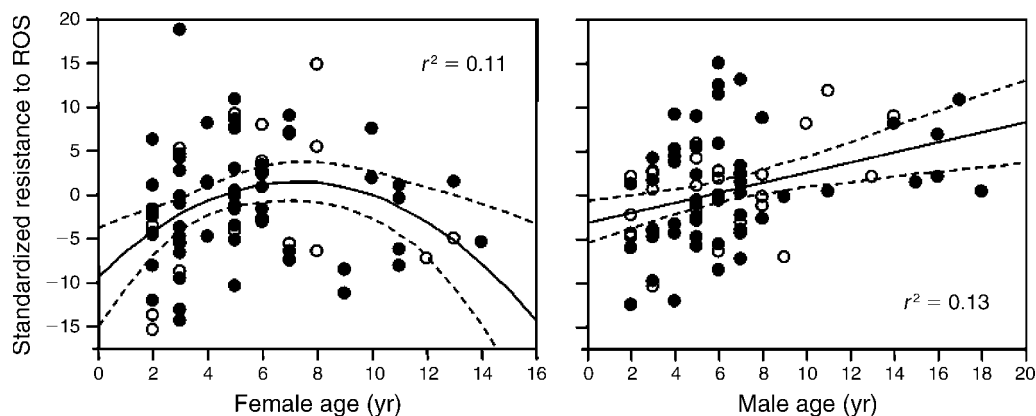 Standardized resistance to ROS
20
15
10
5
0
−5
−10
−15
r² = 0.11
0 2 4 6 8 10 12 14 16
Female age (yr)
r² = 0.13
0 2 4 6 8 10 12 14 16 18 20
Male age (yr)